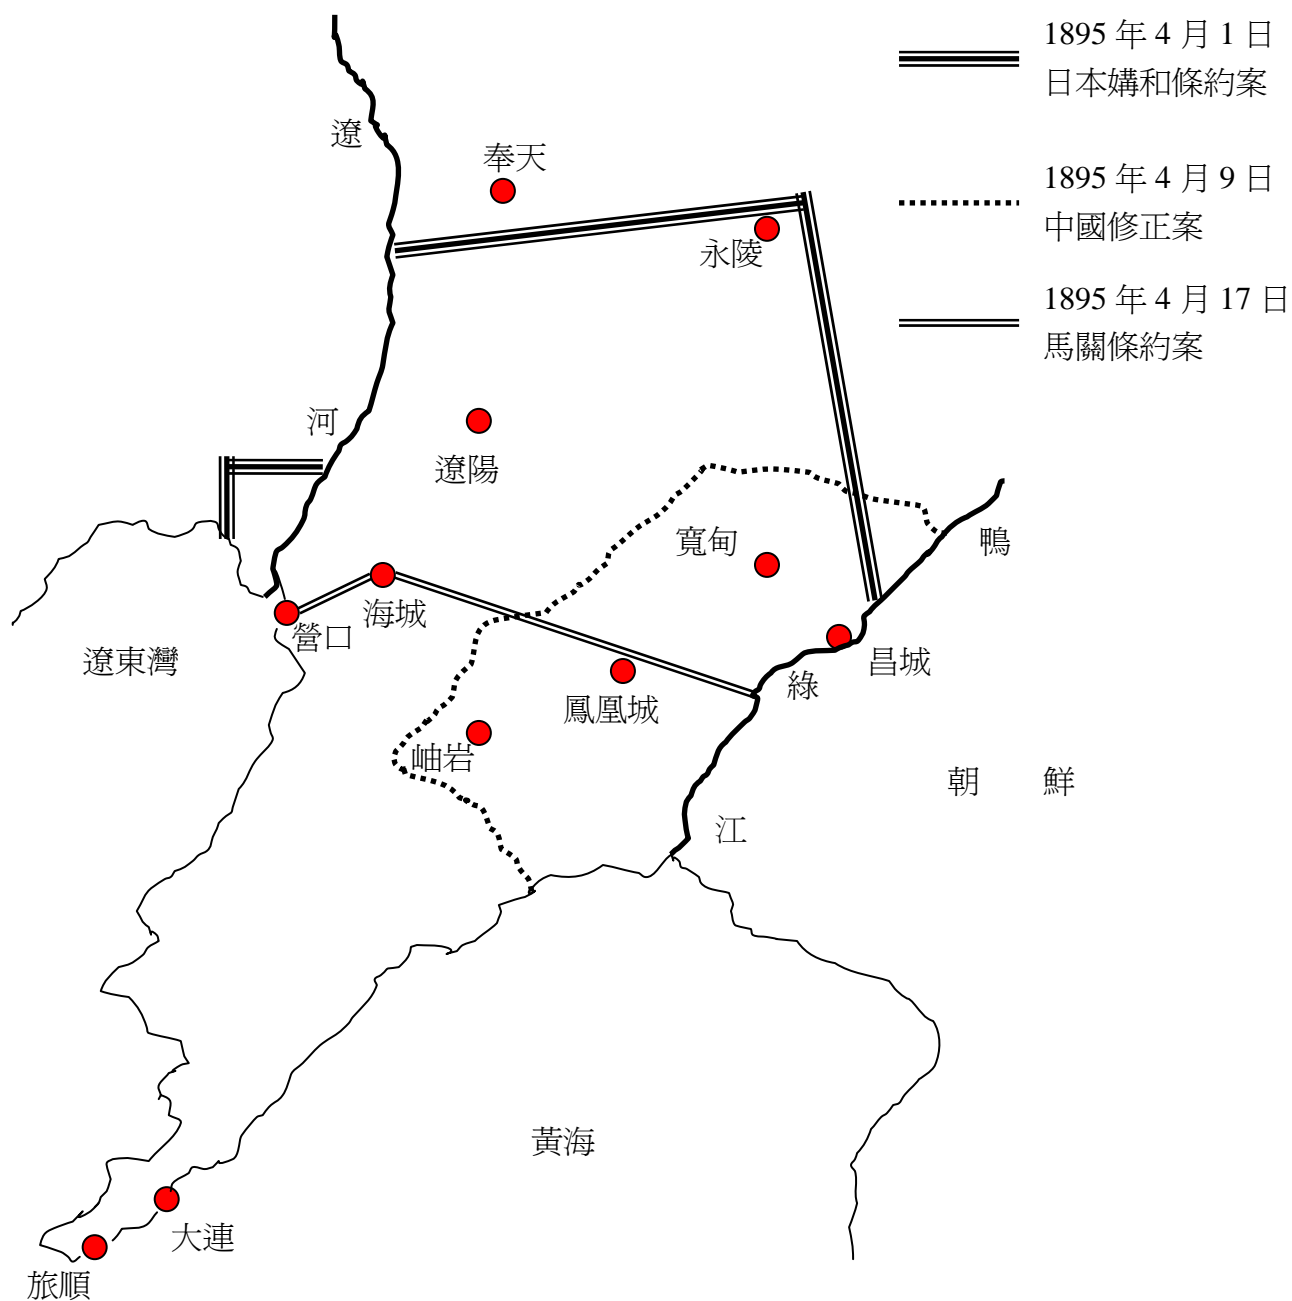 1895 年 4 月 1 日
日本媾和條約案
1895 年 4 月 9 日
中國修正案
1895 年 4 月 17 日
馬關條約案
遼
奉天
永陵
河
遼陽
寬甸
鴨
營口
海城
昌城
遼東灣
綠
鳳凰城
岫岩
朝 鮮
江
黃海
大連
旅順